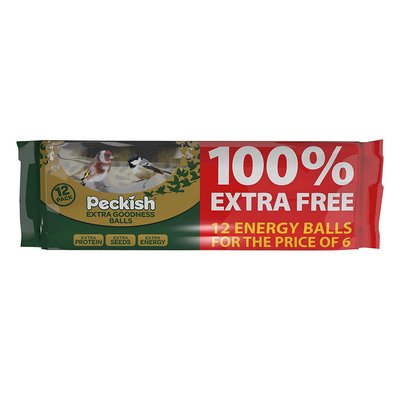 12
PACK
Peckish
EXTRA GOODNESS
BALLS
EXTRA
PROTEIN
EXTRA
SEEDS
EXTRA
ENERGY
100%
EXTRA FREE
12 ENERGY BALLS
FOR THE PRICE OF 6